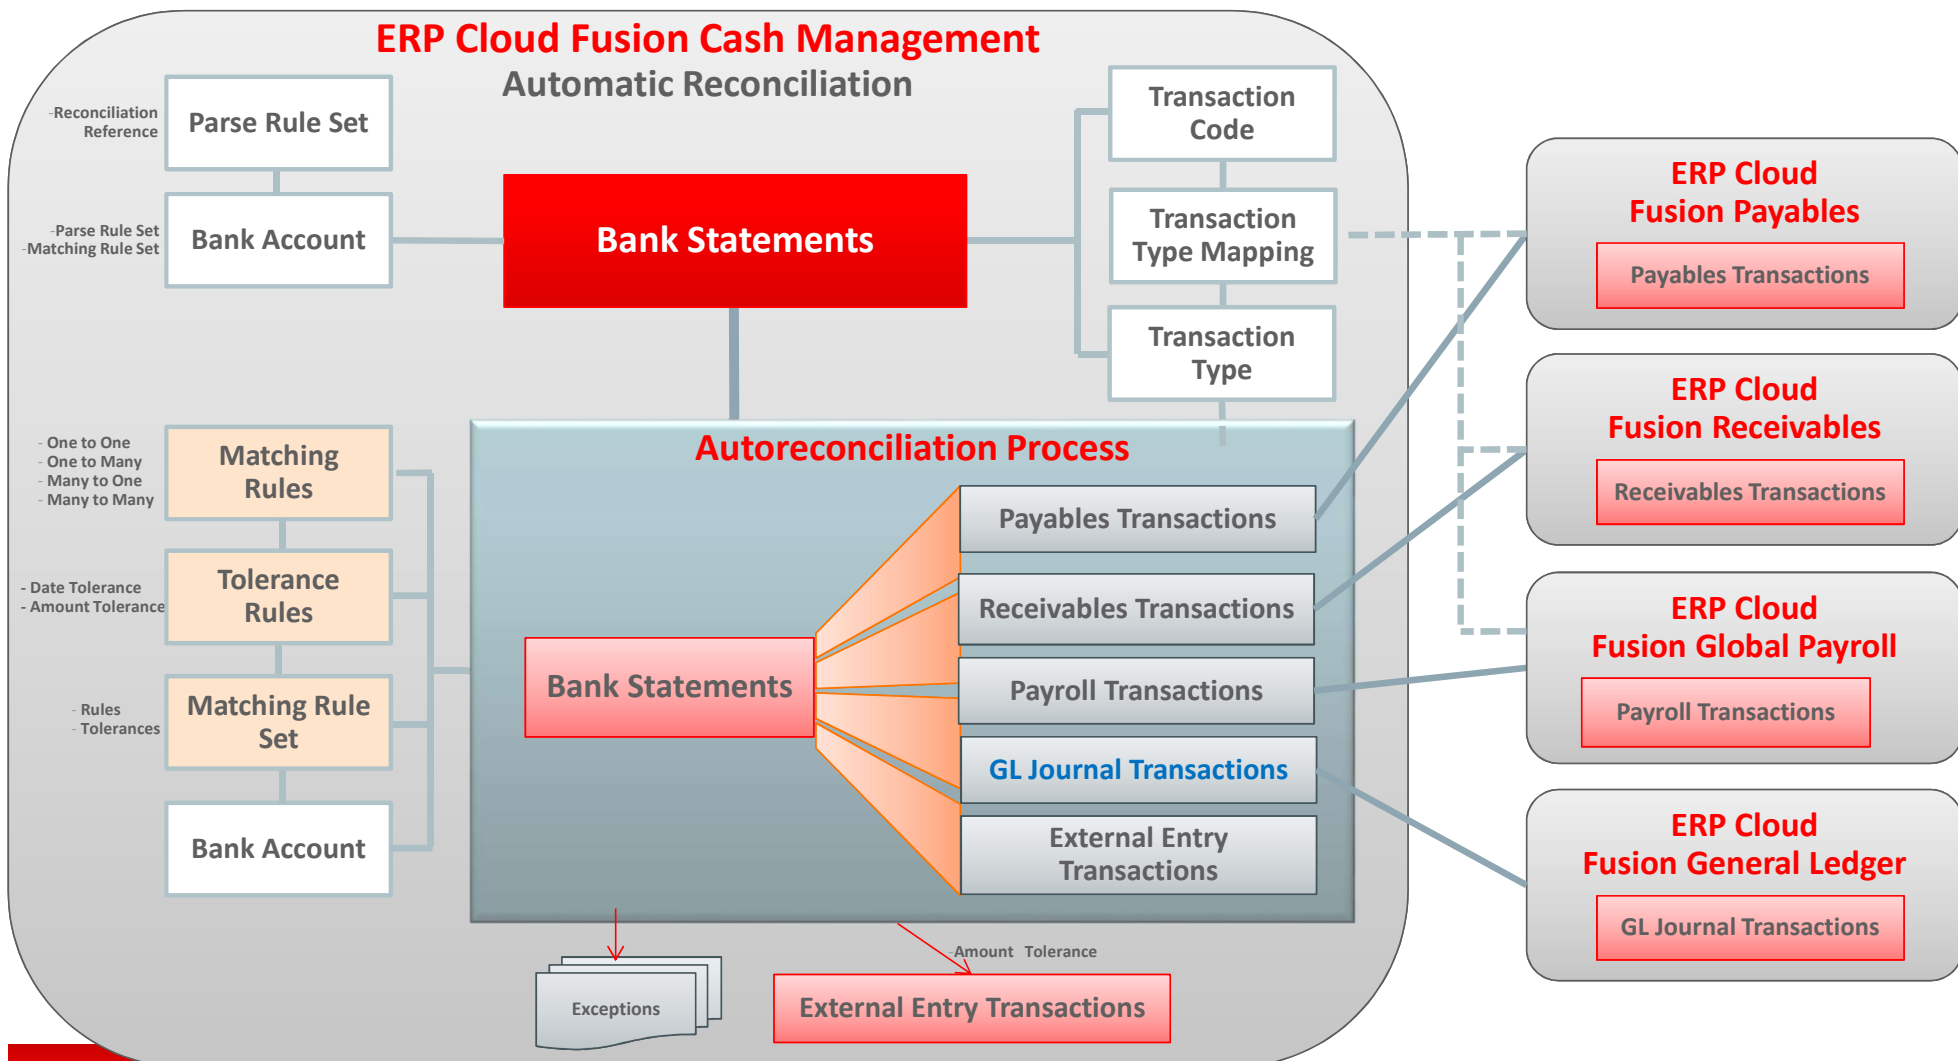 ERP Cloud Fusion Cash Management
Automatic Reconciliation
-Reconciliation
Reference
Parse Rule Set
-Parse Rule Set
-Matching Rule Set
Bank Account
Bank Statements
Transaction
Code
Transaction
Type Mapping
Transaction
Type
- One to One
- One to Many
- Many to One
- Many to Many
Matching
Rules
- Date Tolerance
- Amount Tolerance
Tolerance
Rules
- Rules
- Tolerances
Matching Rule
Set
Bank Account
Autoreconciliation Process
Bank Statements
Payables Transactions
Receivables Transactions
Payroll Transactions
GL Journal Transactions
External Entry
Transactions
Exceptions
-Amount Tolerance
External Entry Transactions
ERP Cloud
Fusion Payables
Payables Transactions
ERP Cloud
Fusion Receivables
Receivables Transactions
ERP Cloud
Fusion Global Payroll
Payroll Transactions
ERP Cloud
Fusion General Ledger
GL Journal Transactions